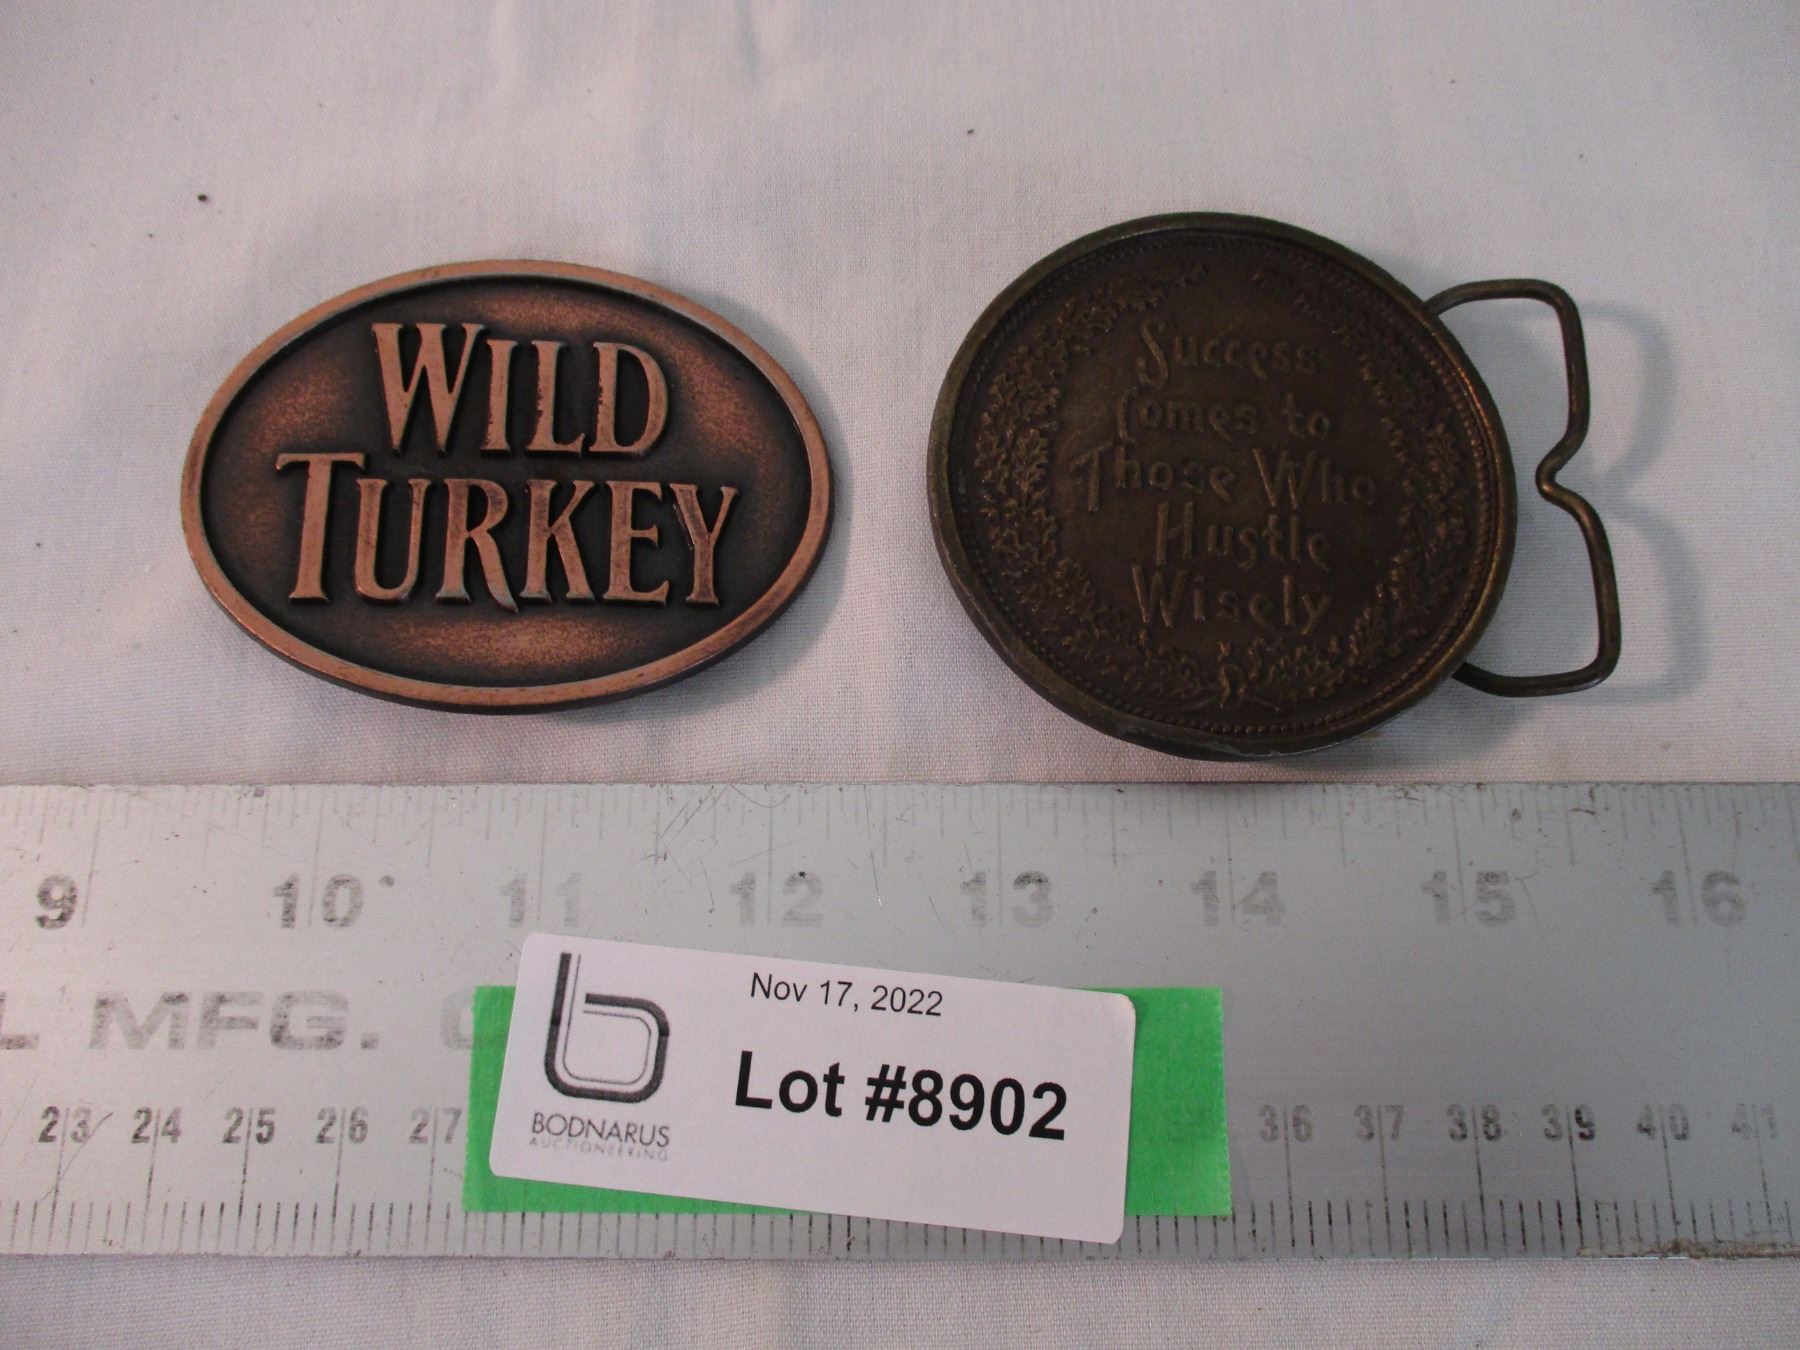 WILD
TURKEY
Success
Comes to
Those Who
Hustle
Wisely
9 10 11 12 13 14 15 16
MFG.
23 24 25 26 27 36 37 38 39 40 41
Nov 17, 2022
Lot #8902
BODNARUS
AUCTIONEERING